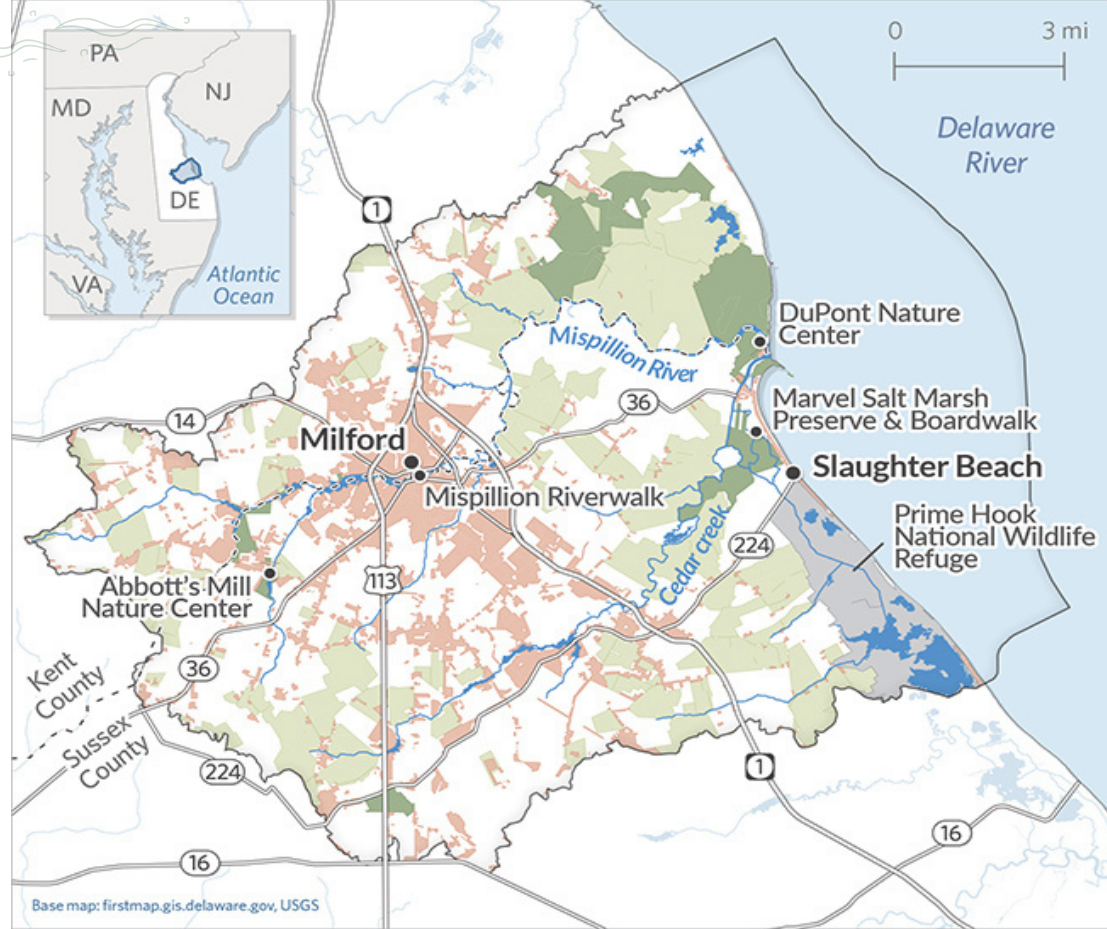 PA
MD
NJ
DE
VA
Atlantic
Ocean
0 3 mi
Delaware
River
1
DuPont Nature
Center
Mispillion River
Marvel Salt Marsh
Preserve & Boardwalk
36
14
Milford
Mispillion Riverwalk
Slaughter Beach
Prime Hook
National Wildlife
Refuge
Cedar creek
224
113
Abbott's Mill
Nature Center
36
Kent
County
Sussex
County
224
1
16
16
Base map: firstmap.gis.delaware.gov, USGS